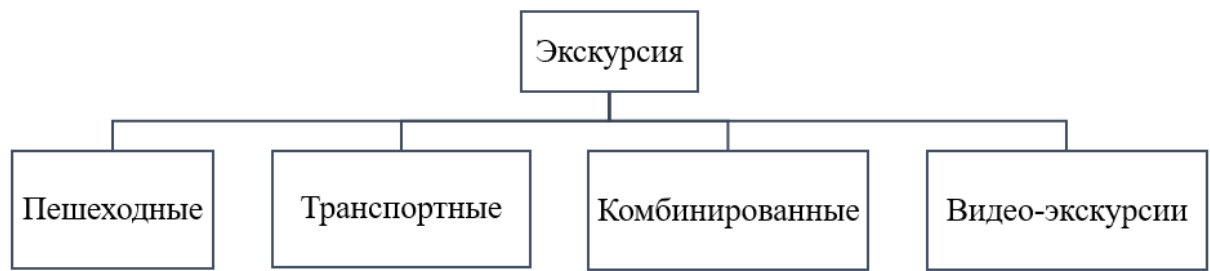 Экскурсия
Пешеходные
Транспортные
Комбинированные
Видео-экскурсии